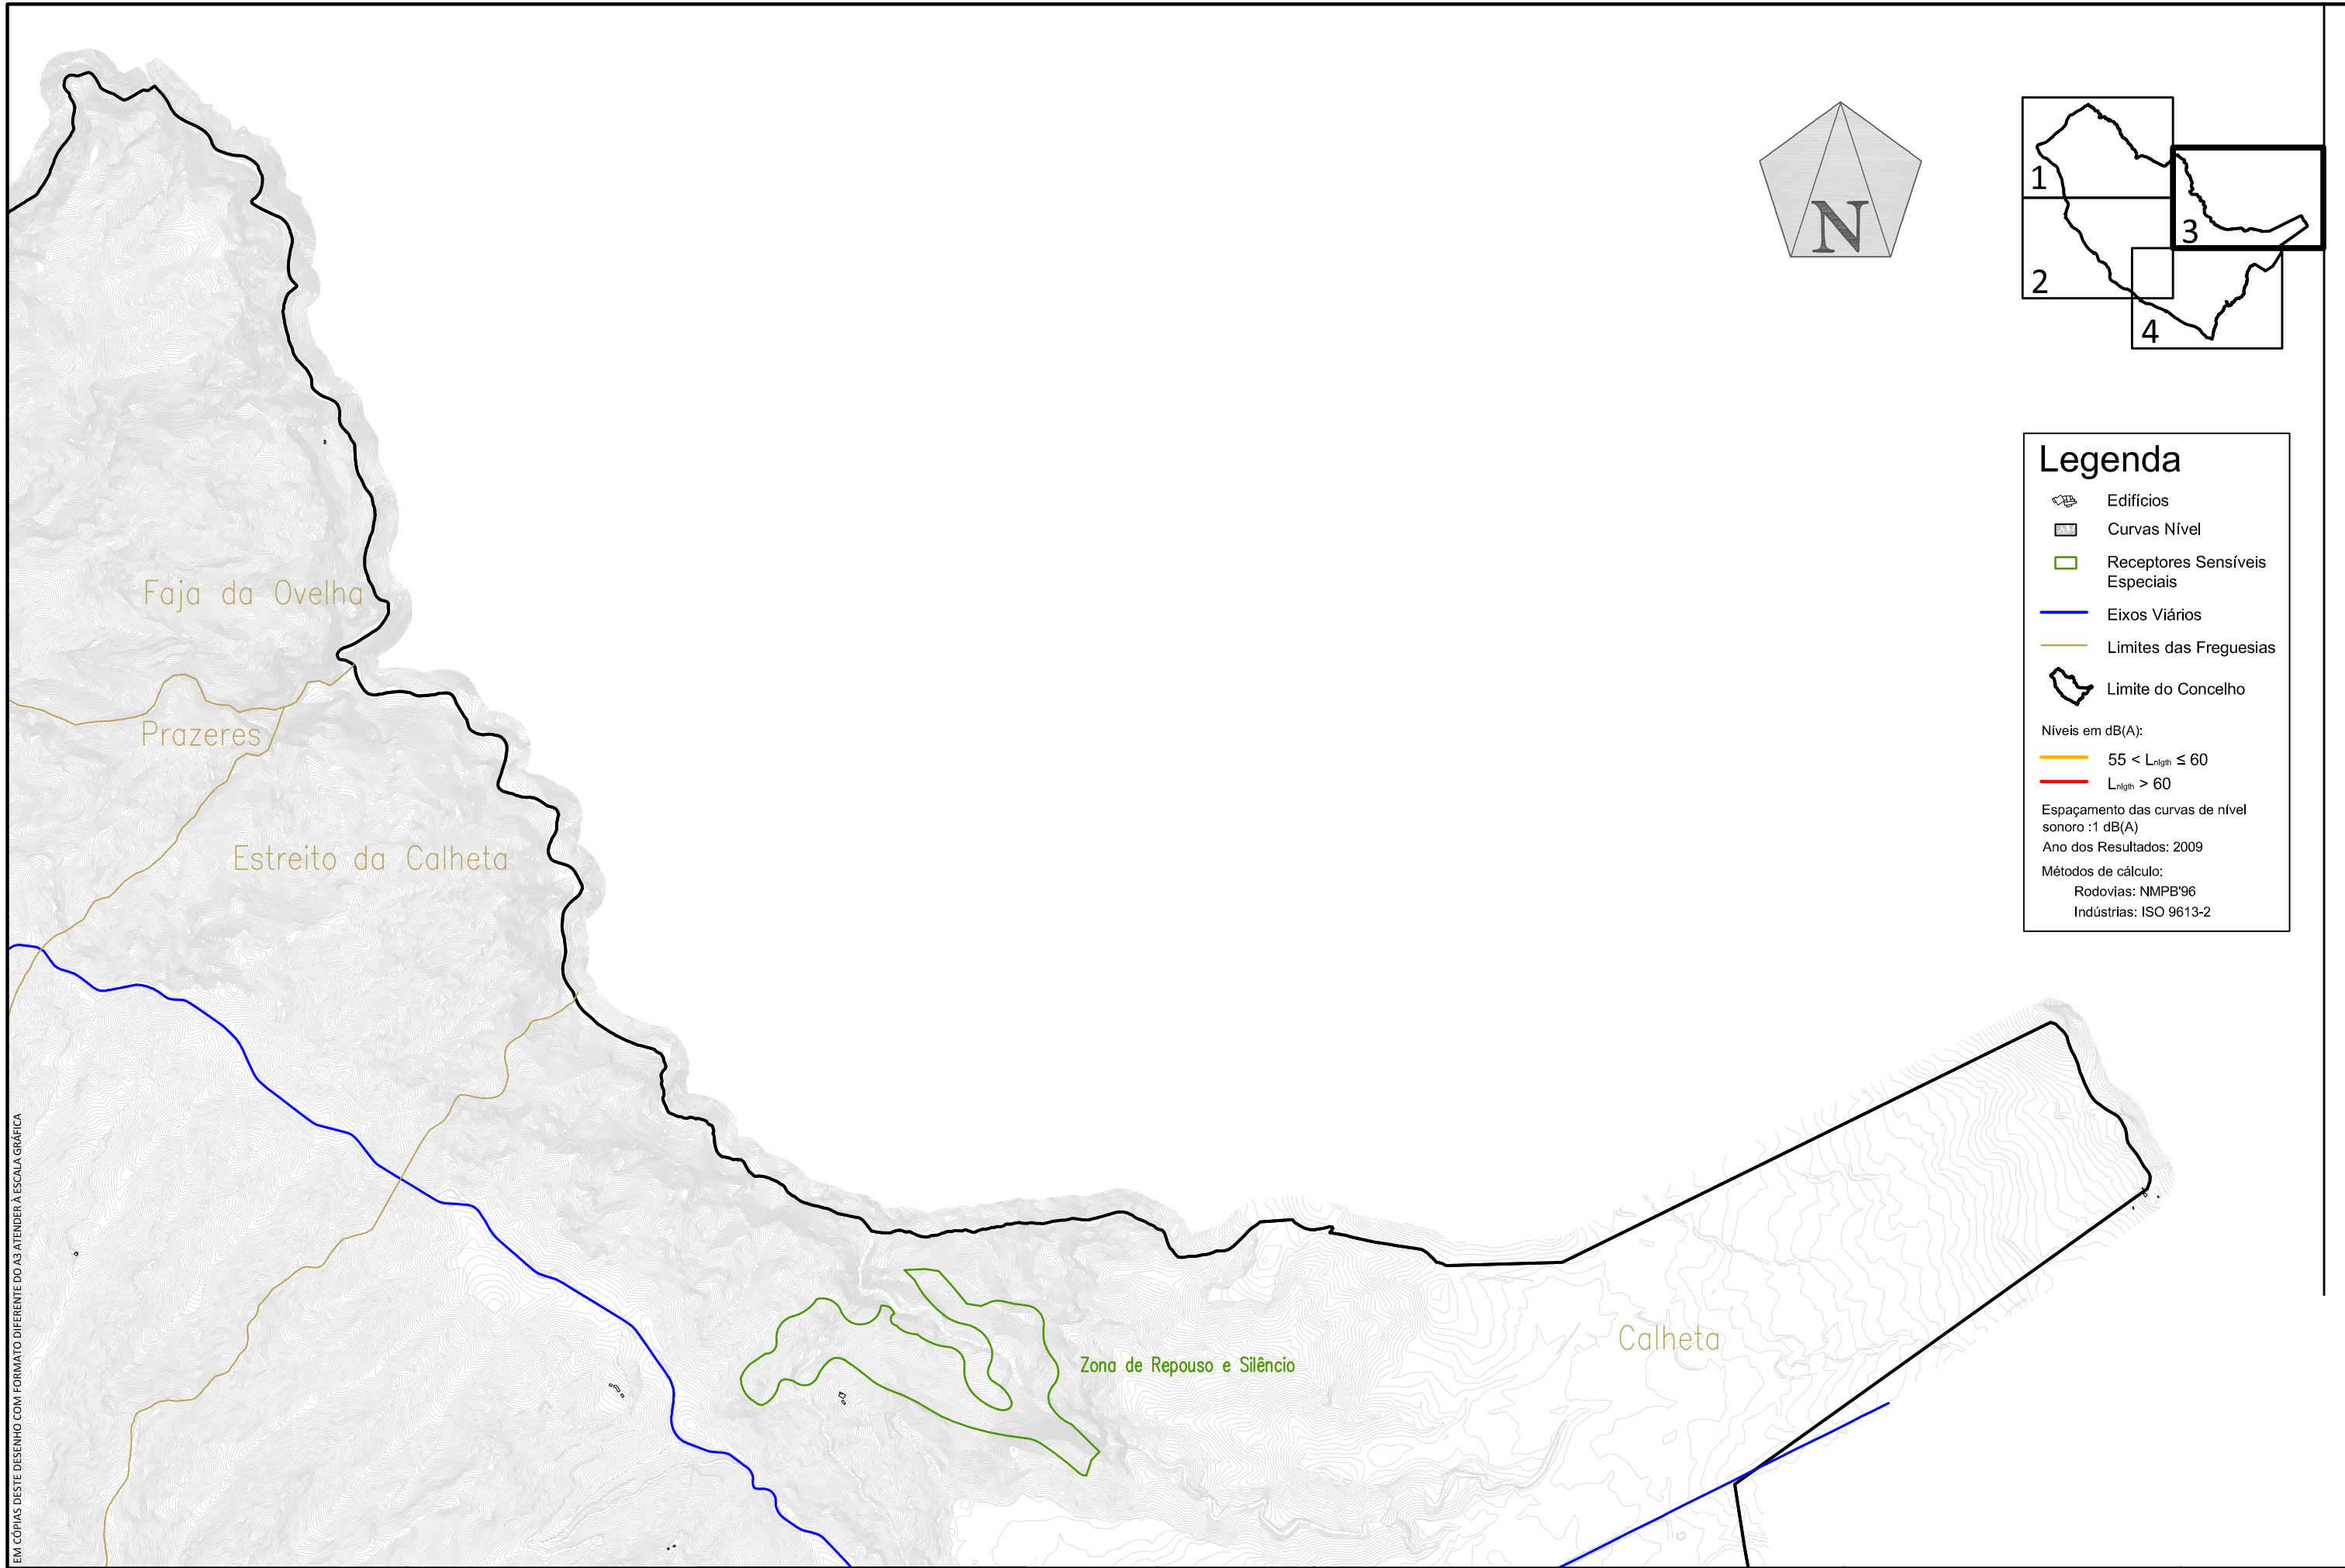 N
1
2
3
4
Legenda
Edifícios
Curvas Nível
Receptores Sensíveis
Especiais
Eixos Viários
Limites das Freguesias
Limite do Concelho
Níveis em dB(A):
55 < Lnigth ≤ 60
Lnigth > 60
Espaçamento das curvas de nível
sonoro :1 dB(A)
Ano dos Resultados: 2009
Métodos de cálculo:
Rodovias: NMPB'96
Indústrias: ISO 9613-2
Faja da Ovelha
Prazeres
Estreito da Calheta
Calheta
Zona de Repouso e Silêncio
EM CÓPIAS DESTE DESENHO COM FORMATO DIFERENTE DO A3 ATENDER À ESCALA GRÁFICA